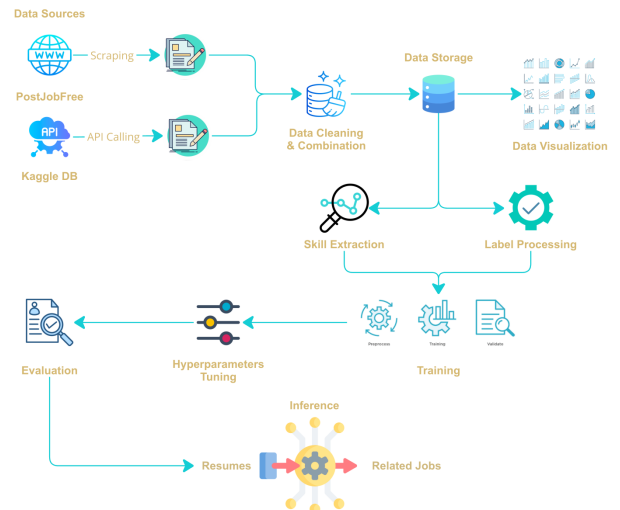 Data Sources
WWW
Scraping
PostJobFree
API
API Calling
Kaggle DB
Data Cleaning
& Combination
Data Storage
Data Visualization
Skill Extraction
Label Processing
Preprocess
Training
Validate
Training
Hyperparameters
Tuning
Evaluation
Inference
Resumes
Related Jobs